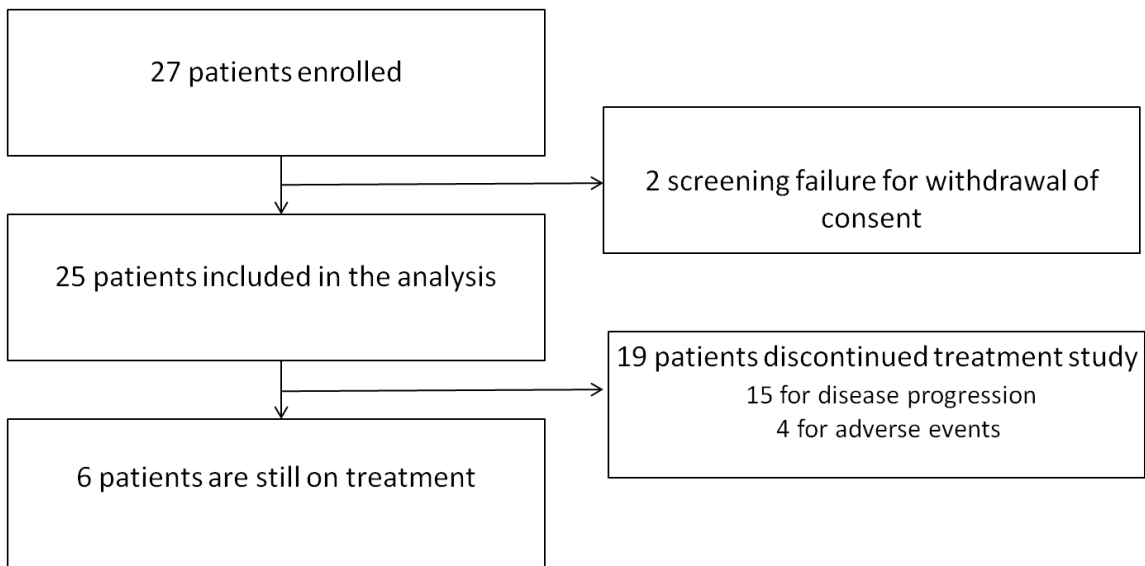 27 patients enrolled
2 screening failure for withdrawal of
consent
25 patients included in the analysis
19 patients discontinued treatment study
15 for disease progression
4 for adverse events
6 patients are still on treatment